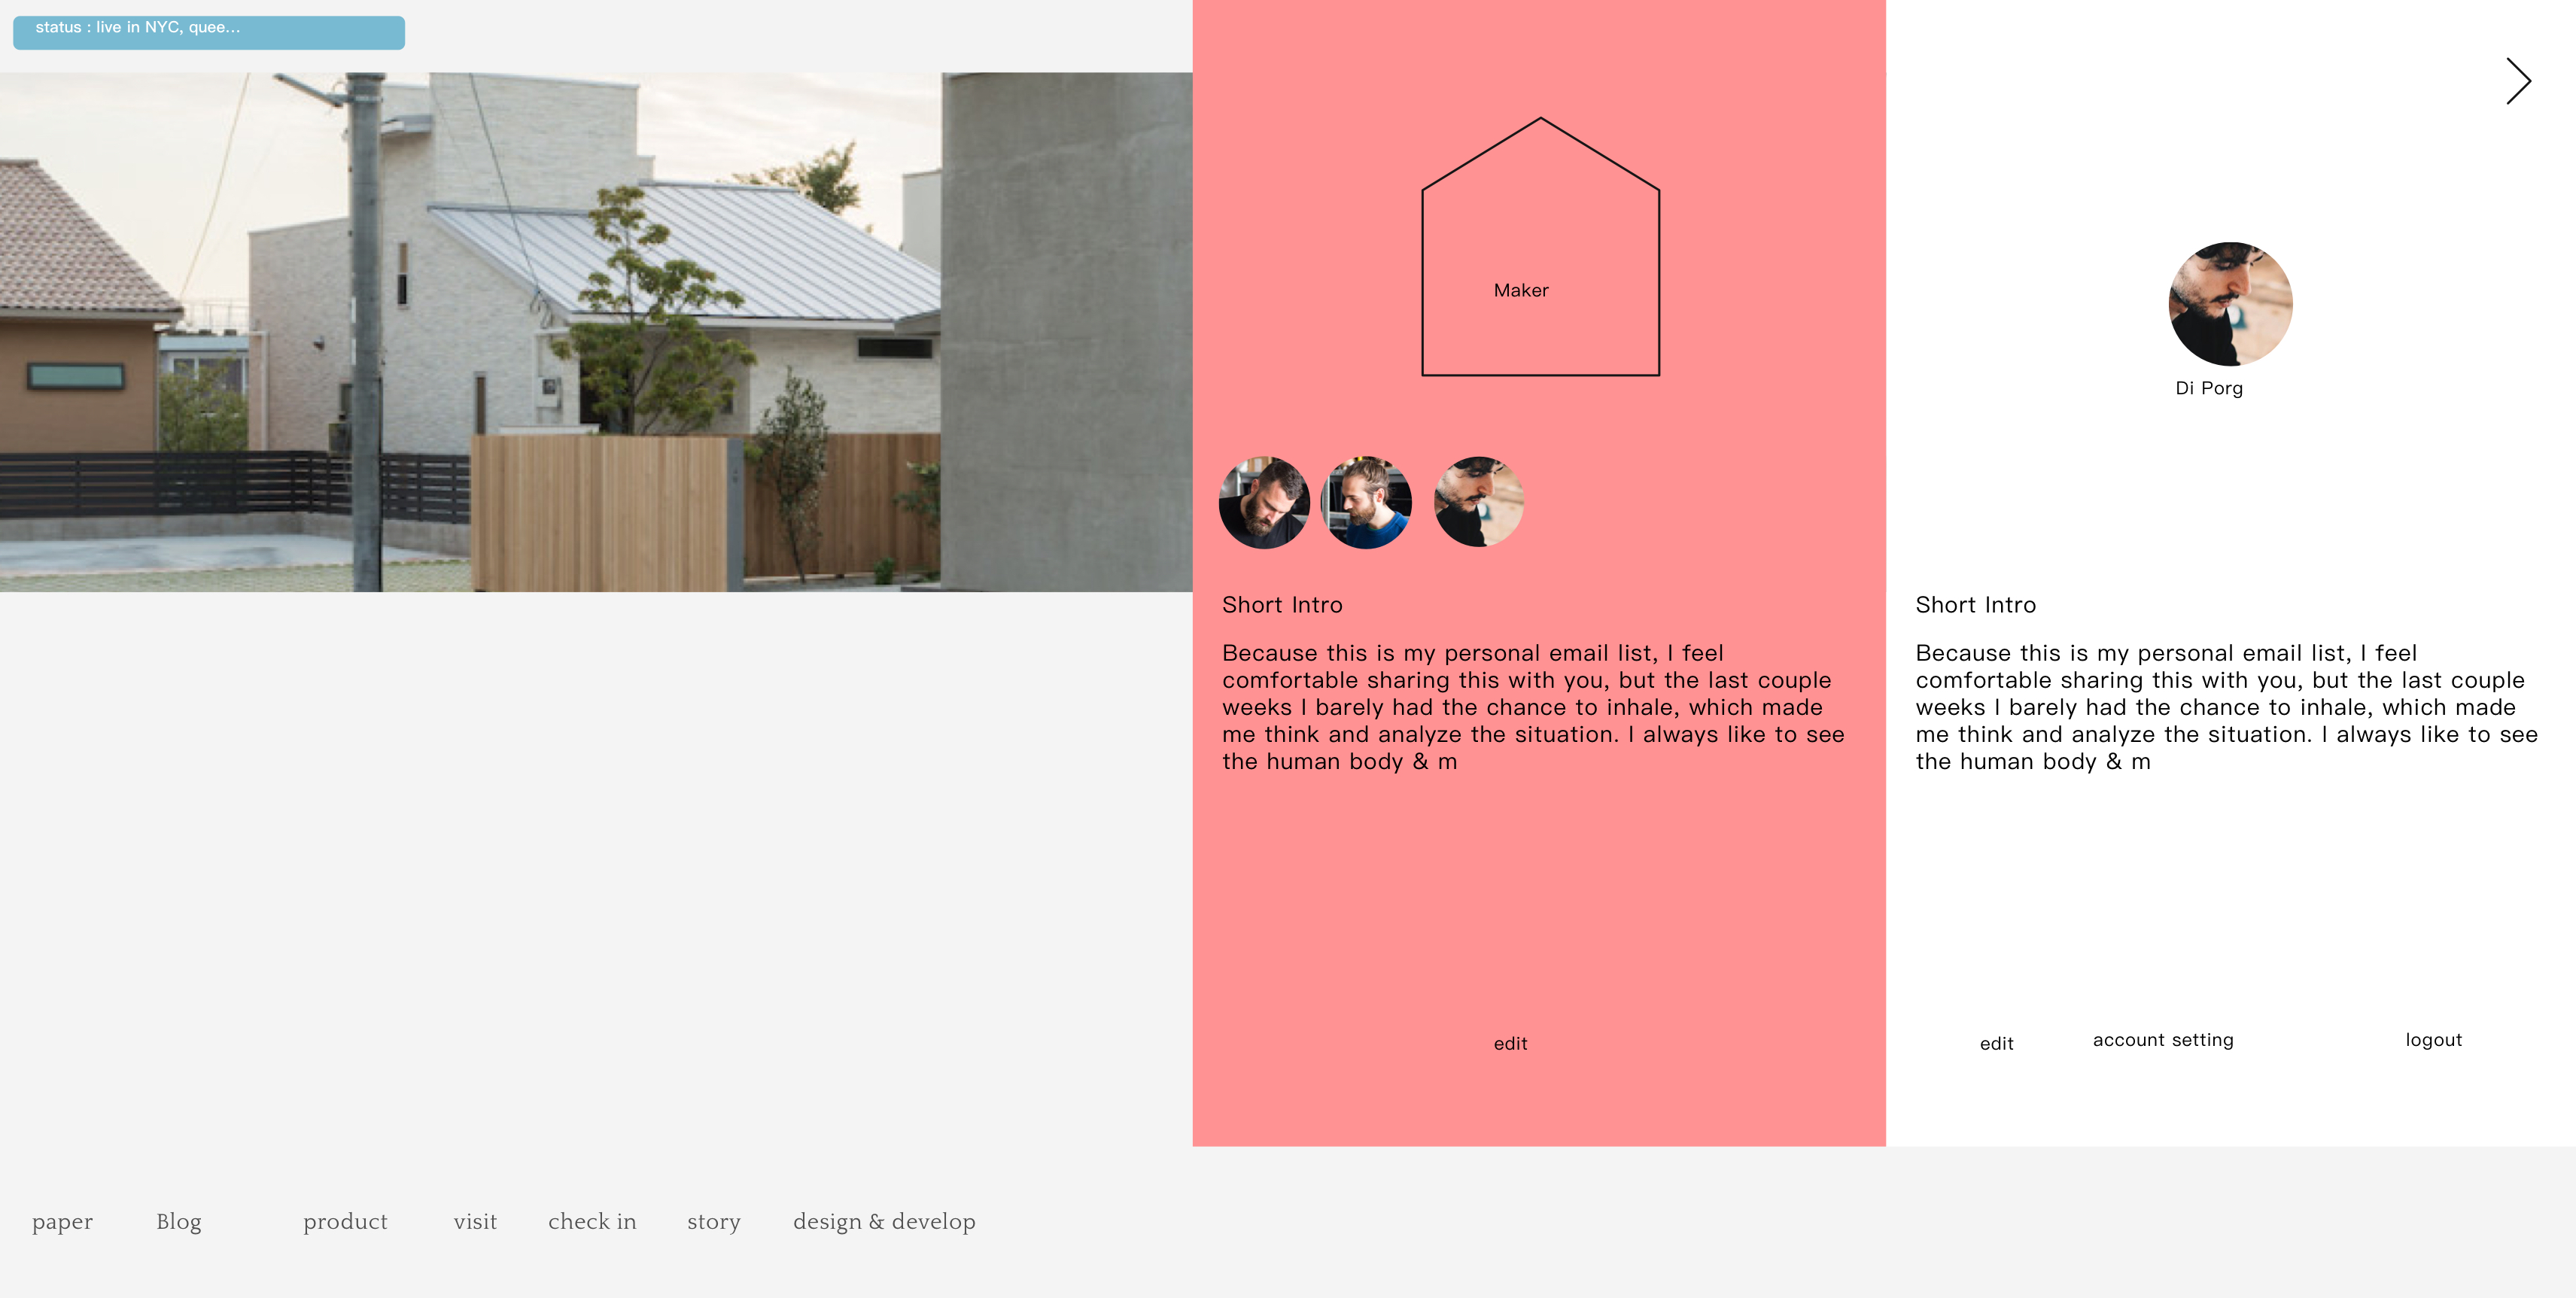 status : live in NYC, quee...
Maker
Di Porg
Short Intro
Because this is my personal email list, I feel
comfortable sharing this with you, but the last couple
weeks I barely had the chance to inhale, which made
me think and analyze the situation. I always like to see
the human body & m
edit
Short Intro
Because this is my personal email list, I feel
comfortable sharing this with you, but the last couple
weeks I barely had the chance to inhale, which made
me think and analyze the situation. I always like to see
the human body & m
edit account setting logout
paper Blog product visit check in story design & develop